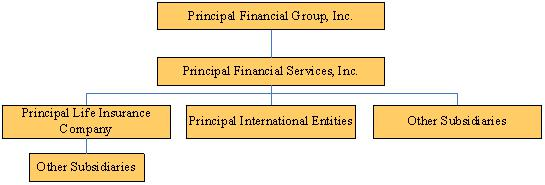 Principal Financial Group, Inc.
Principal Financial Services, Inc.
Principal Life Insurance
Company
Principal International Entities
Other Subsidiaries
Other Subsidiaries